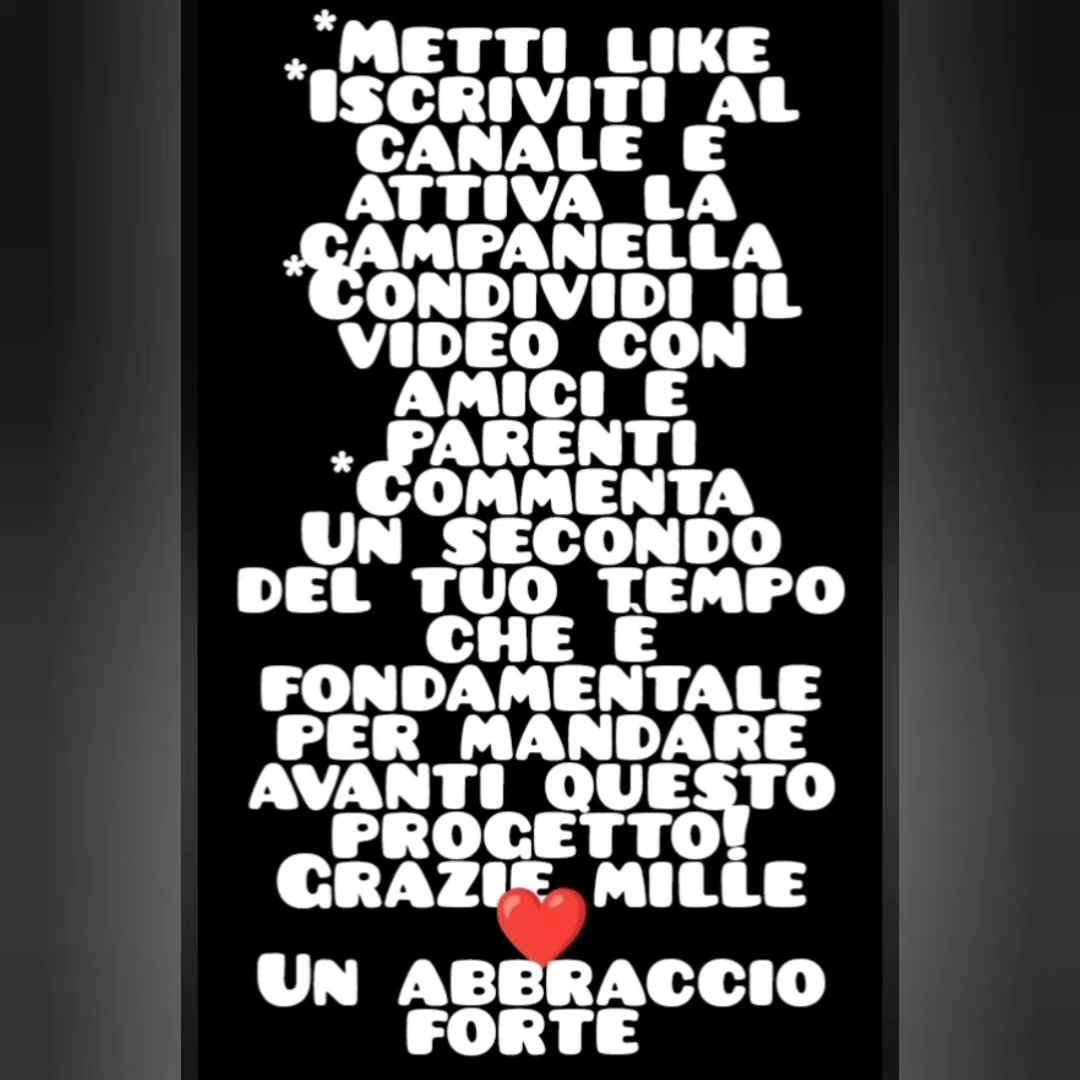 *Metti like
*Iscriviti al
canale e
attiva la
campanella
*Condividi il
video con
amici e
parenti
*Commenta
Un secondo
del tuo tempo
che è
fondamentale
per mandare
avanti questo
progetto!
Grazie mille
❤️
Un abbraccio
forte